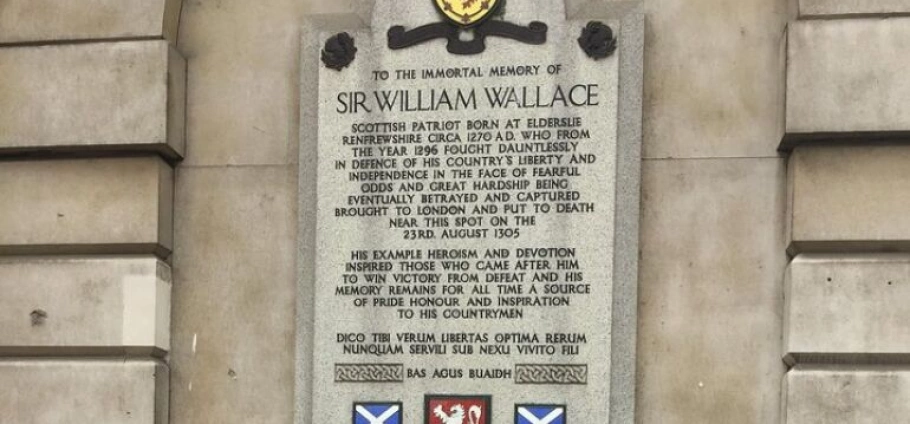 TO THE IMMORTAL MEMORY OF
SIR WILLIAM WALLACE
SCOTTISH PATRIOT BORN AT ELDERSLIE
RENFREWSHIRE CIRCA 1270 A.D. WHO FROM
THE YEAR 1296 FOUGHT DAUNTLESSLY
IN DEFENCE OF HIS COUNTRY'S LIBERTY AND
INDEPENDENCE IN THE FACE OF FEARFUL
ODDS AND GREAT HARDSHIP BEING
EVENTUALLY BETRAYED AND CAPTURED
BROUGHT TO LONDON AND PUT TO DEATH
NEAR THIS SPOT ON THE
23RD. AUGUST 1305
HIS EXAMPLE HEROISM AND DEVOTION
INSPIRED THOSE WHO CAME AFTER HIM
TO WIN VICTORY FROM DEFEAT AND HIS
MEMORY REMAINS FOR ALL TIME A SOURCE
OF PRIDE HONOUR AND INSPIRATION
TO HIS COUNTRYMEN
DICO TIBI VERUM LIBERTAS OPTIMA RERUM
NUNQUAM SERVILI SUB NEXU VIVITO FILI
BAS AGUS BUAIDH